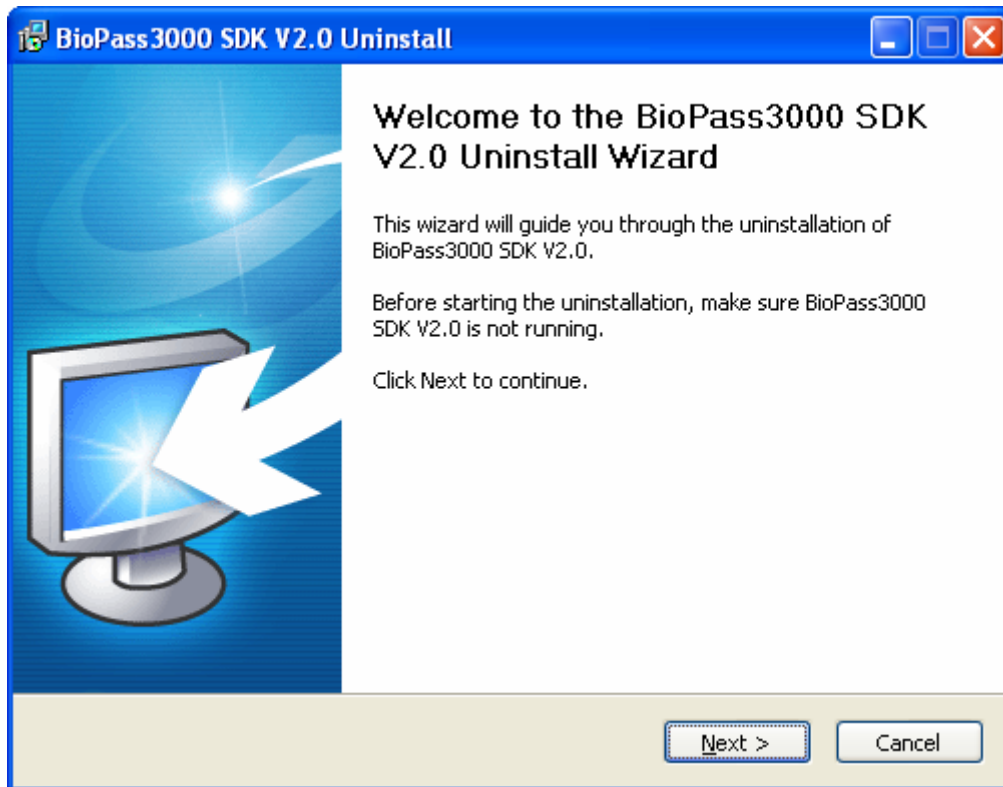 BioPass3000 SDK V2.0 Uninstall
Welcome to the BioPass3000 SDK
V2.0 Uninstall Wizard
This wizard will guide you through the uninstallation of
BioPass3000 SDK V2.0.
Before starting the uninstallation, make sure BioPass3000
SDK V2.0 is not running.
Click Next to continue.
Next >
Cancel